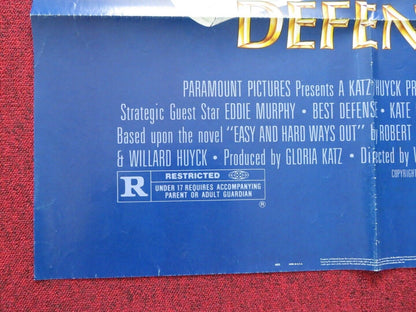 DEFEN
PARAMOUNT PICTURES Presents A KATZ HUYCK PR
Strategic Guest Star EDDIE MURPHY • BEST DEFENSE • KATE
Based upon the novel "EASY AND HARD WAYS OUT" by ROBERT
& WILLARD HUYCK • Produced by GLORIA KATZ • Directed by W
COPYRIGHT
R RESTRICTED
UNDER 17 REQUIRES ACCOMPANYING
PARENT OR ADULT GUARDIAN
®